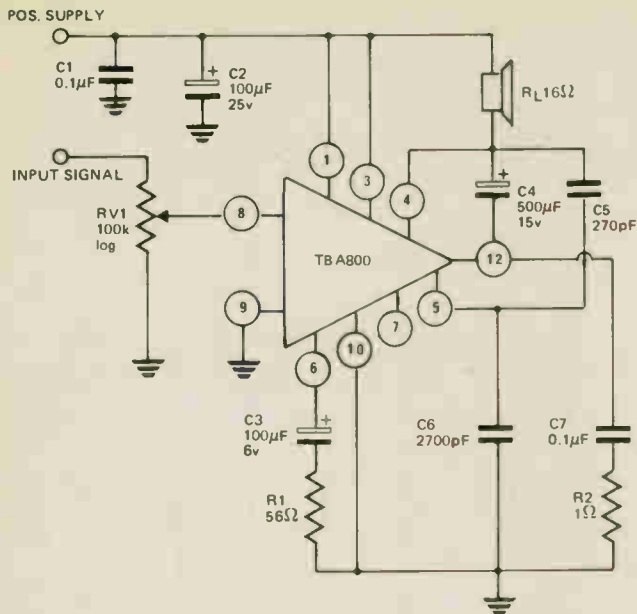 POS. SUPPLY
C1
0.1µF
+
C2
100µF
25v
RL16Ω
INPUT SIGNAL
RV1
100k
log
1
3
4
+
C4
500µF
15v
C5
270pF
8
TBA800
12
9
5
7
10
6
C3
100µF
6v
+
C6
2700pF
C7
0.1µF
R1
56Ω
R2
1Ω